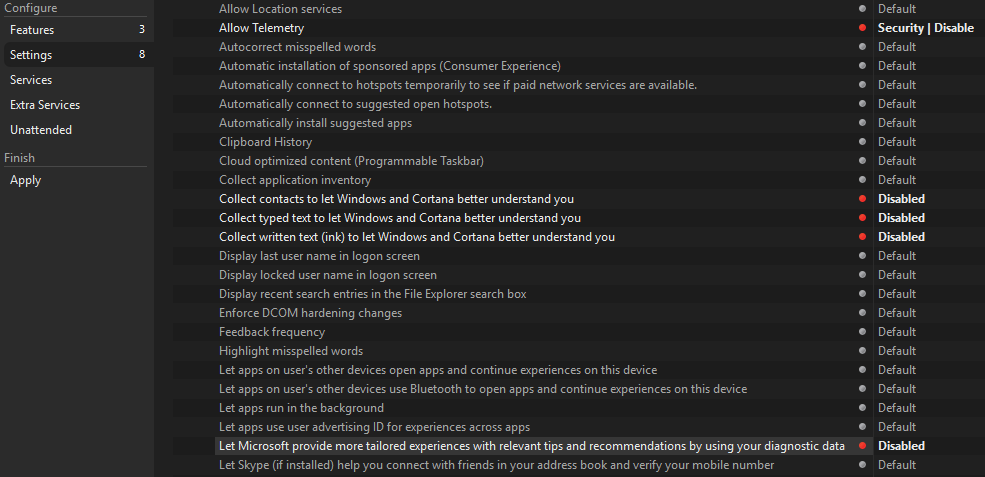 Configure
Features 3
Settings 8
Services
Extra Services
Unattended
Finish
Apply
Allow Location services Default
Allow Telemetry Security | Disable
Autocorrect misspelled words Default
Automatic installation of sponsored apps (Consumer Experience) Default
Automatically connect to hotspots temporarily to see if paid network services are available. Default
Automatically connect to suggested open hotspots. Default
Automatically install suggested apps Default
Clipboard History Default
Cloud optimized content (Programmable Taskbar) Default
Collect application inventory Default
Collect contacts to let Windows and Cortana better understand you Disabled
Collect typed text to let Windows and Cortana better understand you Disabled
Collect written text (ink) to let Windows and Cortana better understand you Disabled
Display last user name in logon screen Default
Display locked user name in logon screen Default
Display recent search entries in the File Explorer search box Default
Enforce DCOM hardening changes Default
Feedback frequency Default
Highlight misspelled words Default
Let apps on user's other devices open apps and continue experiences on this device Default
Let apps on user's other devices use Bluetooth to open apps and continue experiences on this device Default
Let apps run in the background Default
Let apps use user advertising ID for experiences across apps Default
Let Microsoft provide more tailored experiences with relevant tips and recommendations by using your diagnostic data Disabled
Let Skype (if installed) help you connect with friends in your address book and verify your mobile number Default